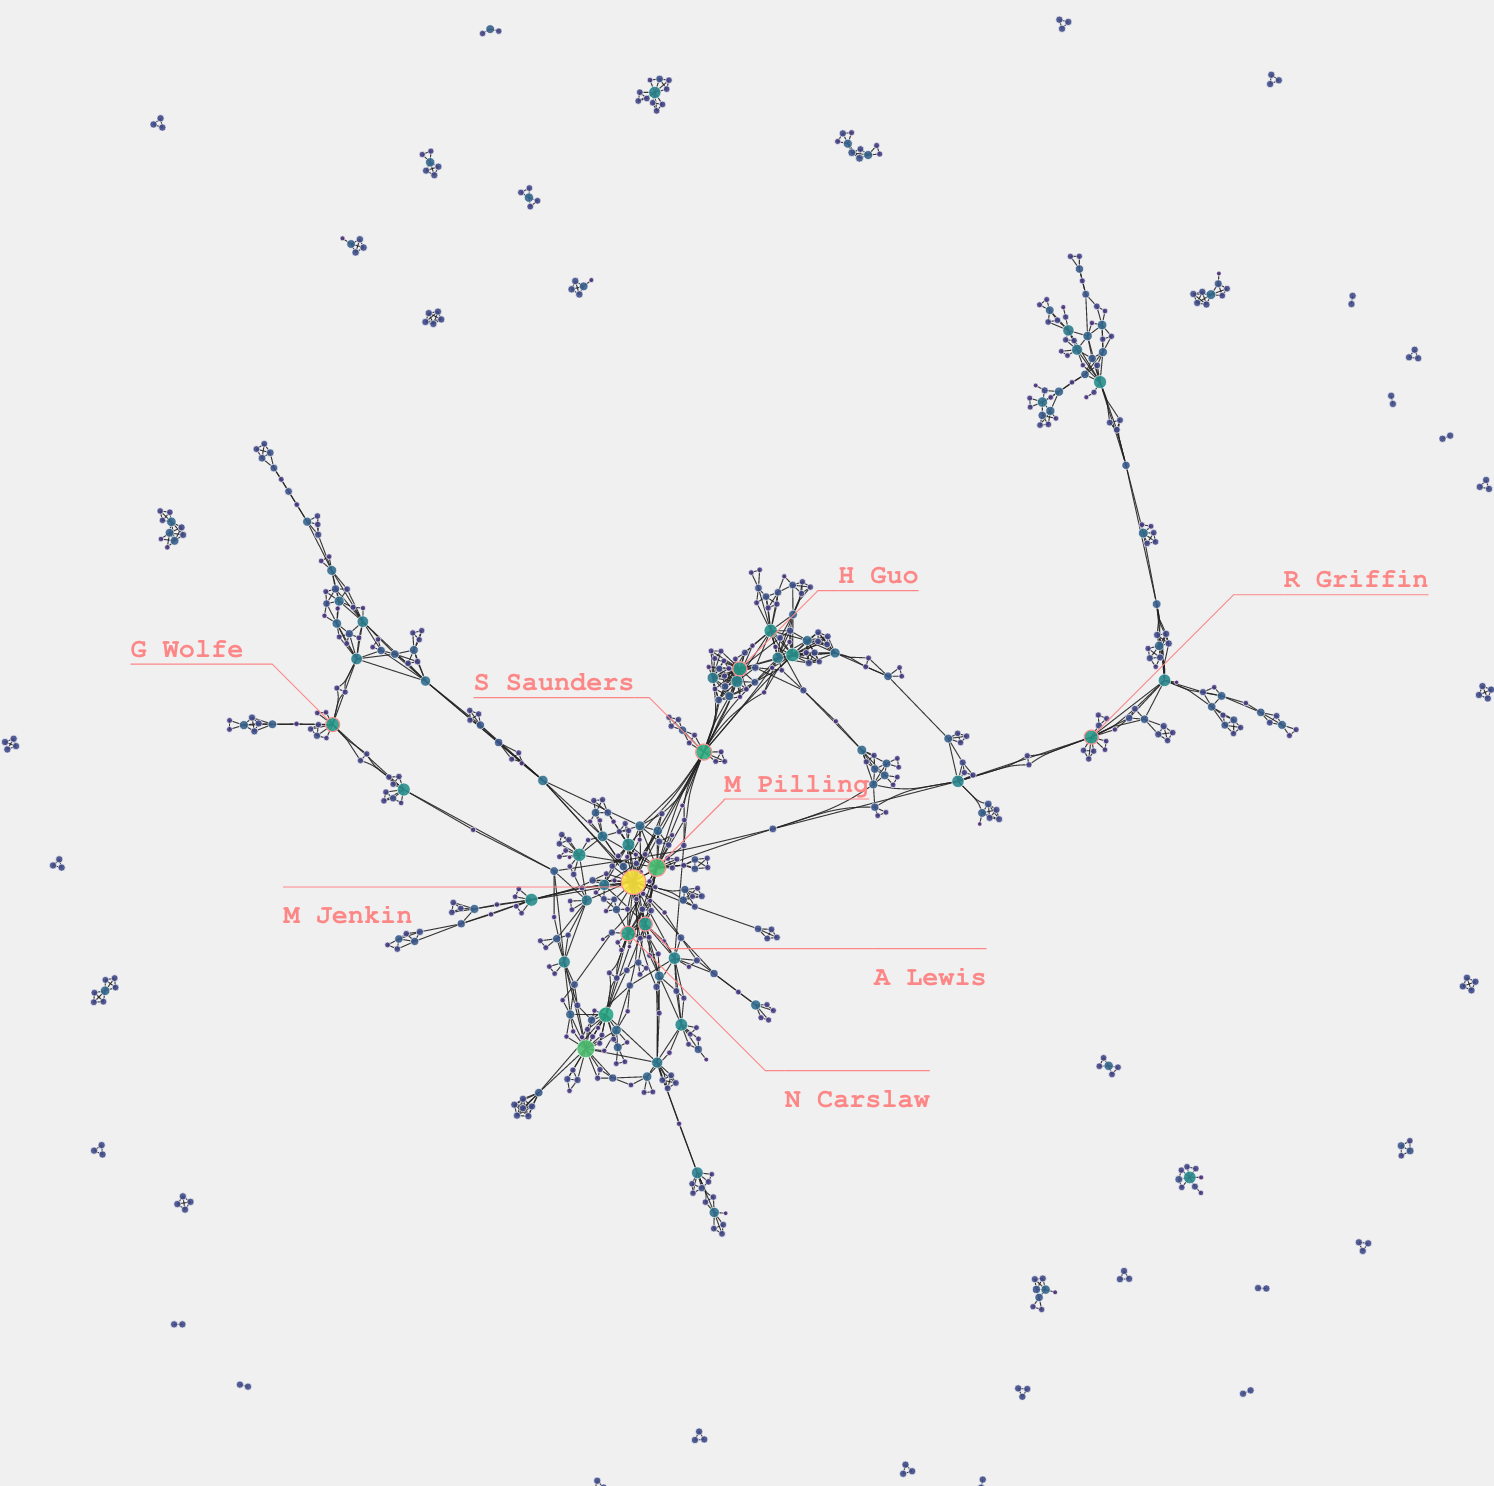 H Guo
R Griffin
G Wolfe
S Saunders
M Pilling
M Jenkin
A Lewis
N Carslaw